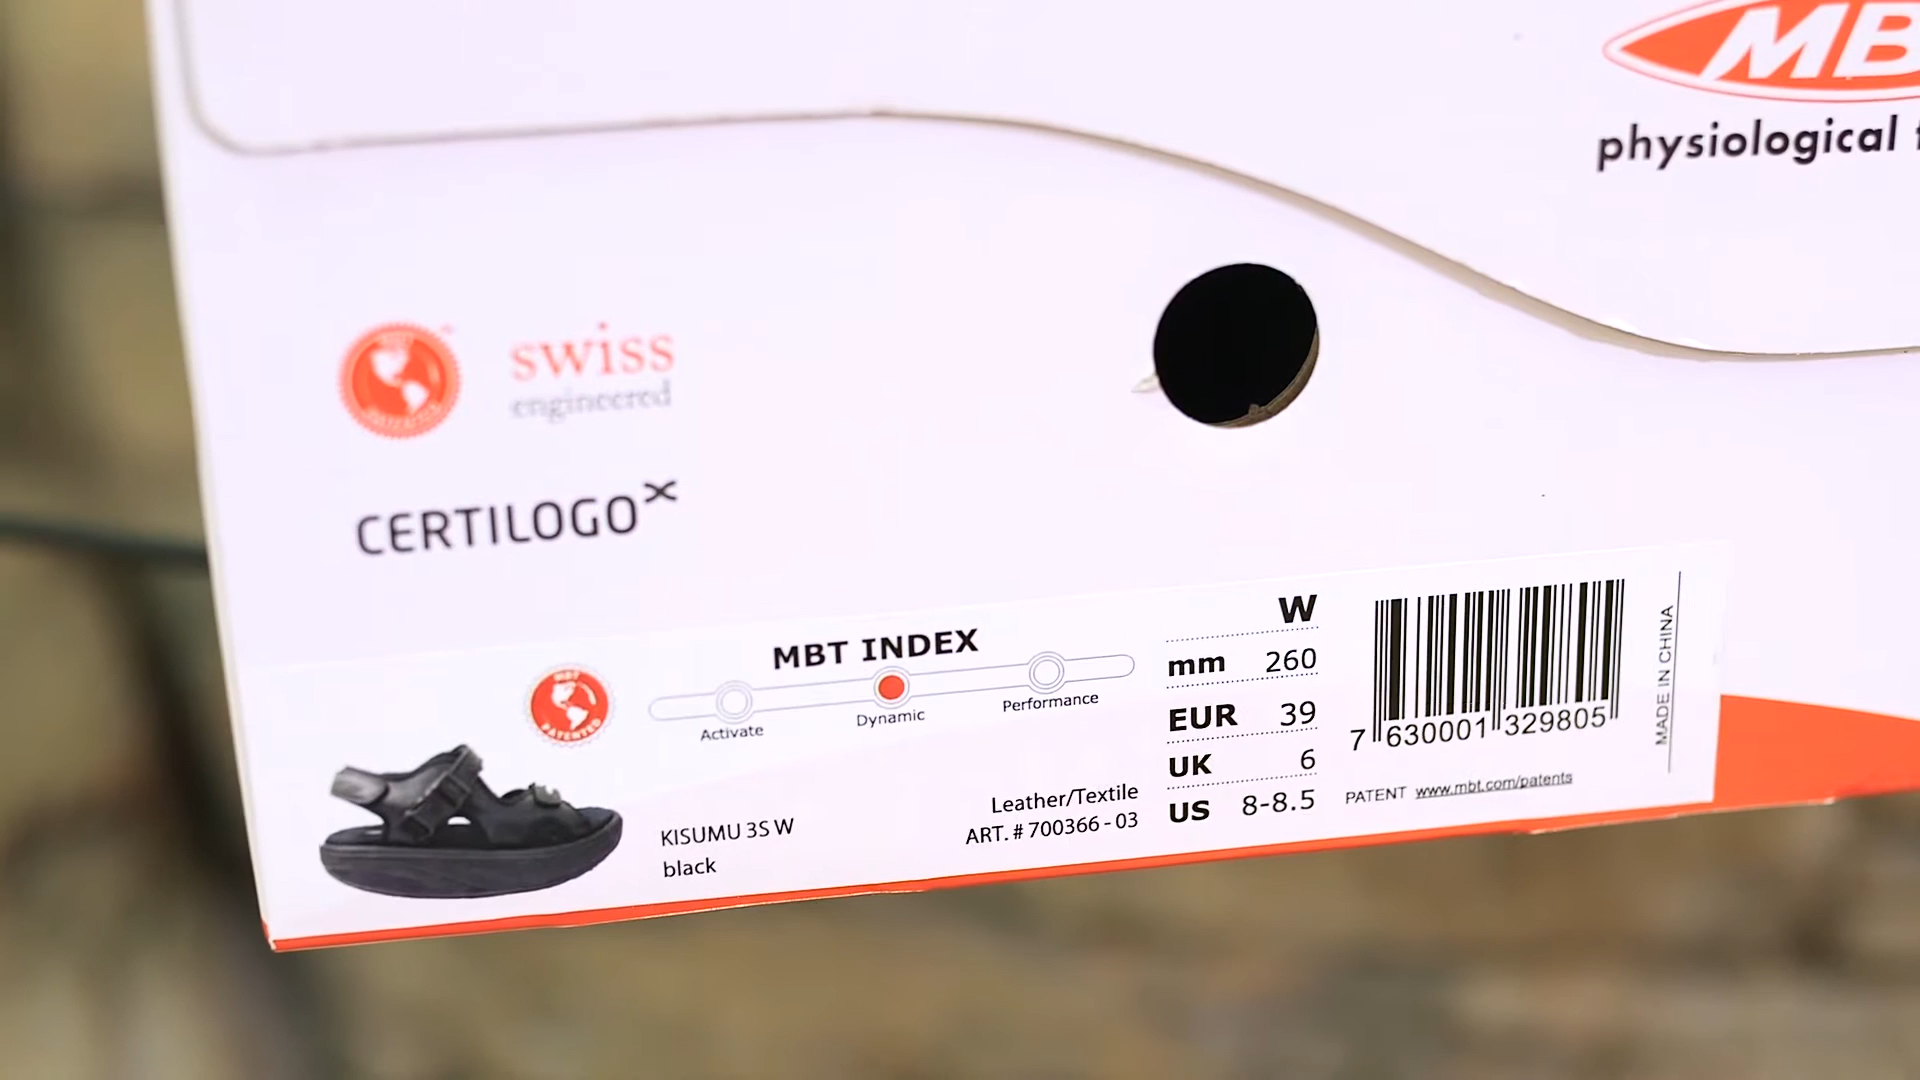 MB
physiological
swiss
engineered
CERTILOGO
MBT INDEX
Activate
Dynamic
Performance
MBT
PATENTED
KISUMU 3S W
black
Leather/Textile
ART. # 700366 - 03
W
mm 260
EUR 39
UK 6
US 8-8.5
7 630001 329805
PATENT www.mbt.com/patents
MADE IN CHINA